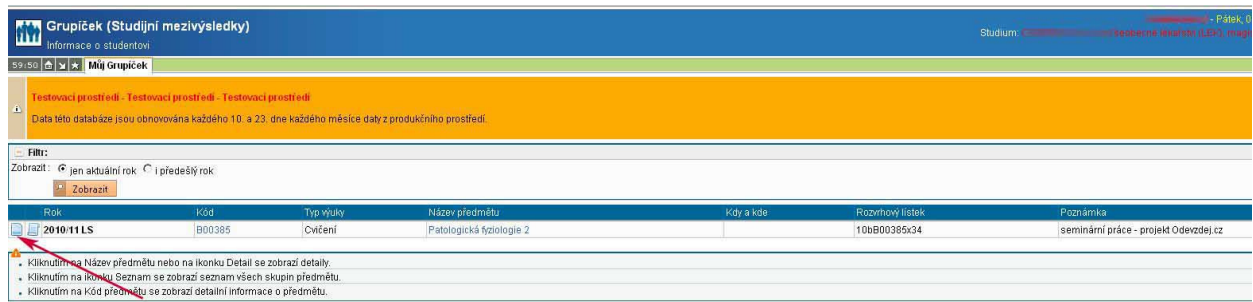 Grupíček (Studijní mezivýsledky)
- Pátek, 0
Informace o studentovi
Studium:
59:50 Můj Grupíček
Testovací prostředí - Testovací prostředí - Testovací prostředí
Data této databáze jsou obnovována každého 10. a 23. dne každého měsíce daty z produkčního prostředí.
Filtr:
Zobrazit: jen aktuální rok i předešlý rok
Zobrazit
Rok Kód Typ výuky Název předmětu Kdy a kde Rozvrhový lístek Poznámka
2010/11 LS B00385 Cvičení Patologická fyziologie 2 10bB00385x34 seminární práce - projekt Odevzdej.cz
Kliknutím na Název předmětu nebo na ikonku Detail se zobrazí detaily.
Kliknutím na ikonku Seznam se zobrazí seznam všech skupin předmětu.
Kliknutím na Kód předmětu se zobrazí detailní informace o předmětu.